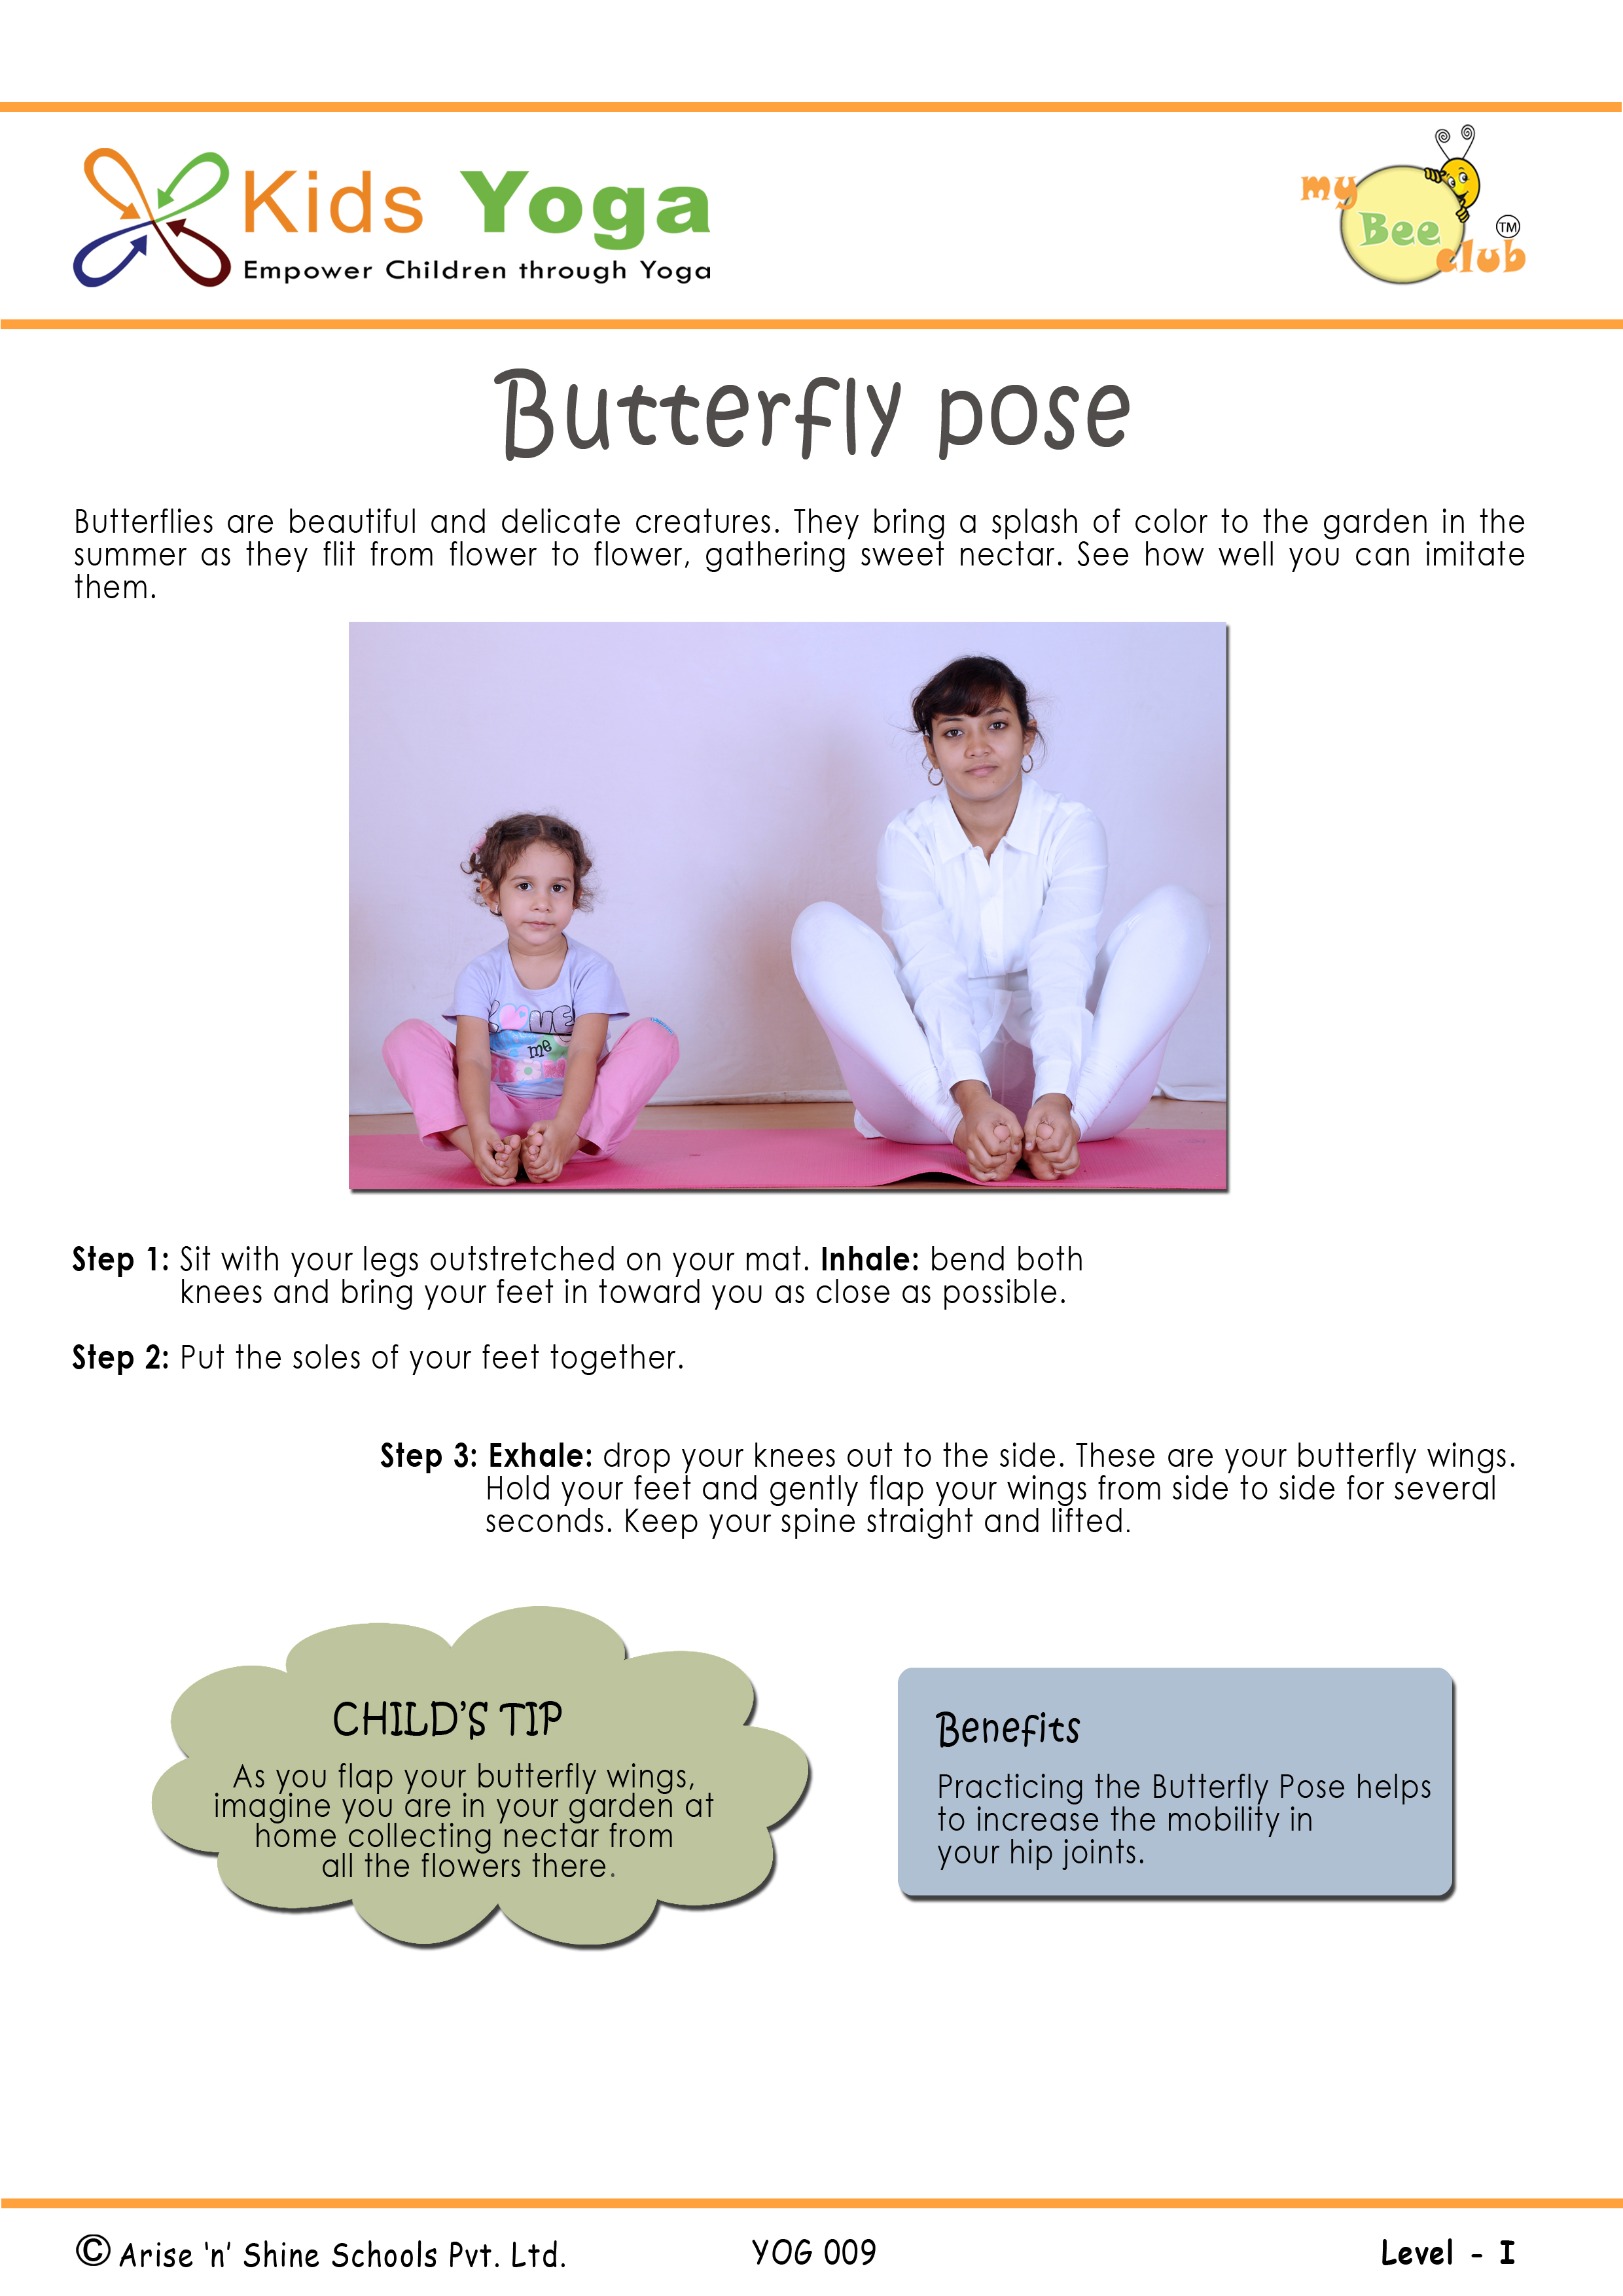 Kids Yoga
Empower Children through Yoga
my
Bee
club
TM
Butterfly pose
Butterflies are beautiful and delicate creatures. They bring a splash of color to the garden in the
summer as they flit from flower to flower, gathering sweet nectar. See how well you can imitate
them.
LOVE
me
Step 1: Sit with your legs outstretched on your mat. Inhale: bend both
knees and bring your feet in toward you as close as possible.
Step 2: Put the soles of your feet together.
Step 3: Exhale: drop your knees out to the side. These are your butterfly wings.
Hold your feet and gently flap your wings from side to side for several
seconds. Keep your spine straight and lifted.
CHILD'S TIP
As you flap your butterfly wings,
imagine you are in your garden at
home collecting nectar from
all the flowers there.
Benefits
Practicing the Butterfly Pose helps
to increase the mobility in
your hip joints.
© Arise 'n' Shine Schools Pvt. Ltd.
YOG 009
Level - I